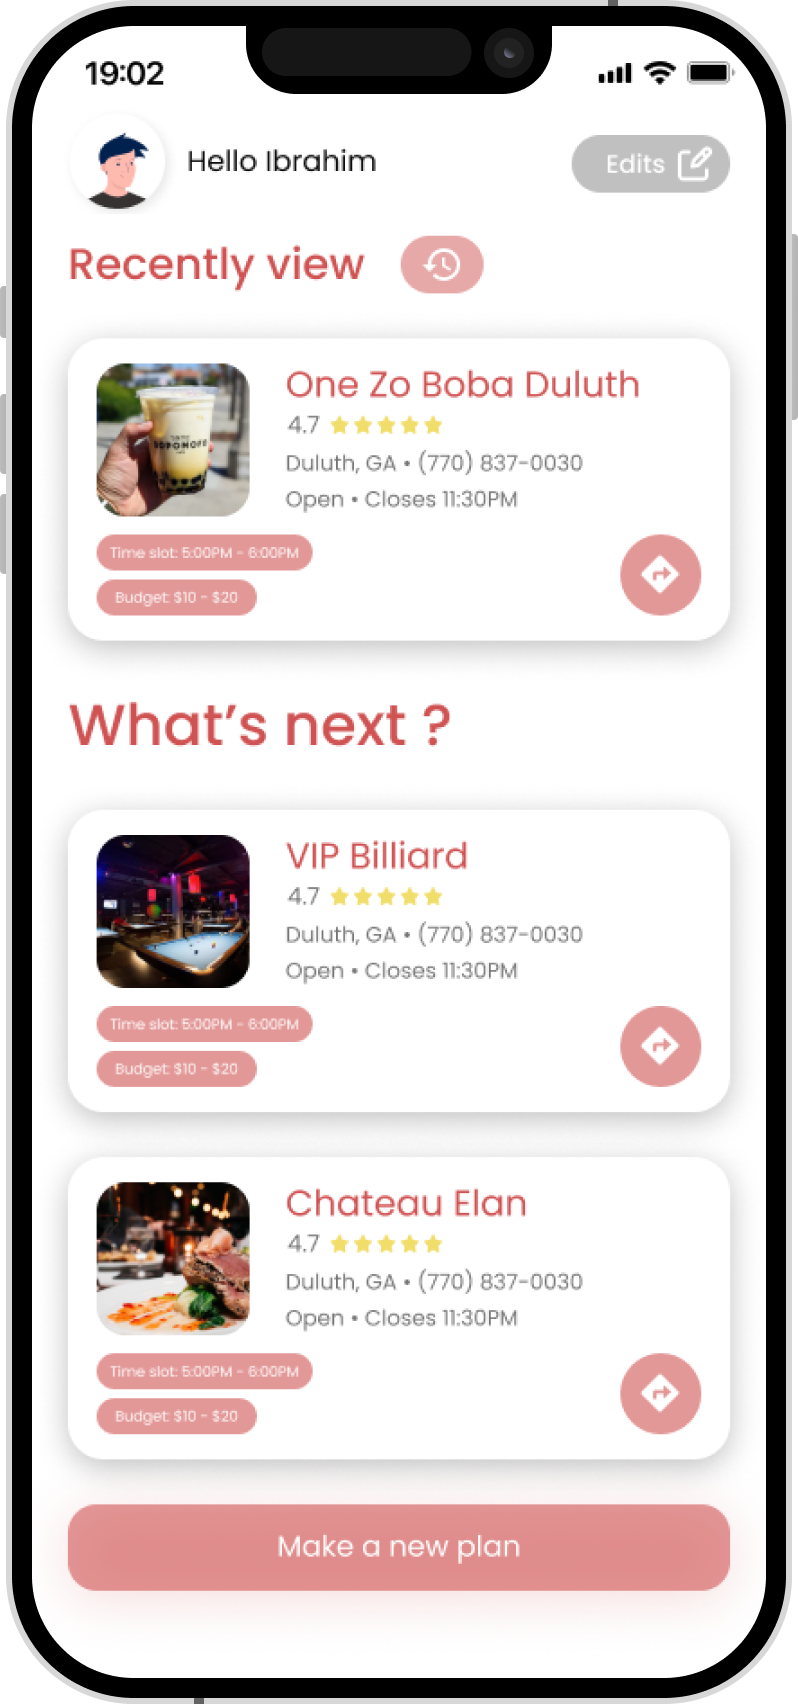 19:02
Hello Ibrahim
Edits
Recently view
One Zo Boba Duluth
4.7
Duluth, GA • (770) 837-0030
Open • Closes 11:30PM
Time slot: 5:00PM - 6:00PM
Budget: $10 - $20
What's next ?
VIP Billiard
4.7
Duluth, GA • (770) 837-0030
Open • Closes 11:30PM
Time slot: 5:00PM - 6:00PM
Budget: $10 - $20
Chateau Elan
4.7
Duluth, GA • (770) 837-0030
Open • Closes 11:30PM
Time slot: 5:00PM - 6:00PM
Budget: $10 - $20
Make a new plan